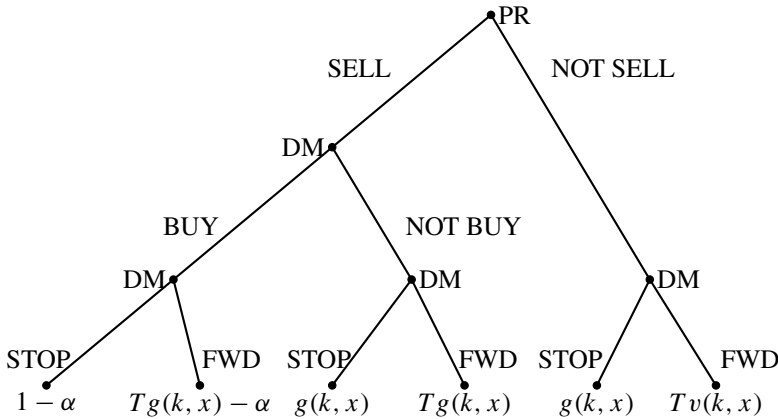 PR
SELL NOT SELL
DM
BUY NOT BUY
DM DM DM
STOP FWD STOP FWD STOP FWD
1 − α Tg(k, x) − α g(k, x) Tg(k, x) g(k, x) Tv(k, x)